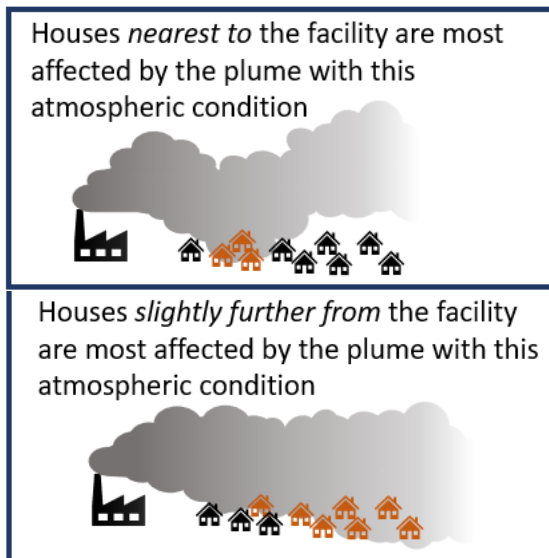 Houses nearest to the facility are most
affected by the plume with this
atmospheric condition
Houses slightly further from the facility
are most affected by the plume with this
atmospheric condition